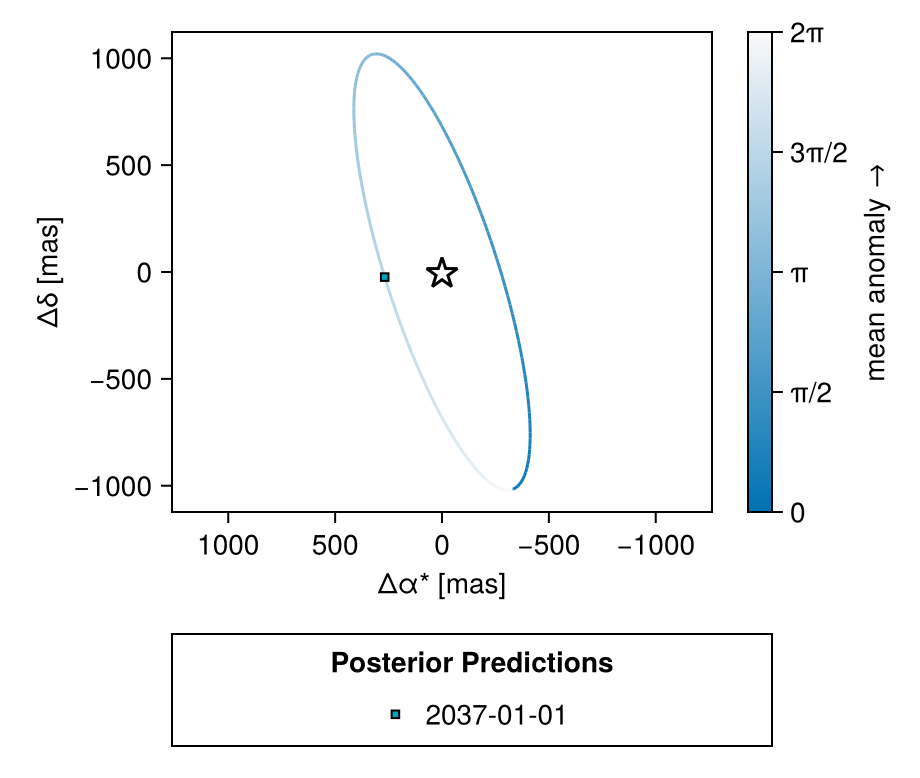 1000
500
0
−500
−1000
Δδ [mas]
1000 500 0 −500 −1000
Δα* [mas]
2π
3π/2
π
π/2
0
mean anomaly →
Posterior Predictions
2037-01-01